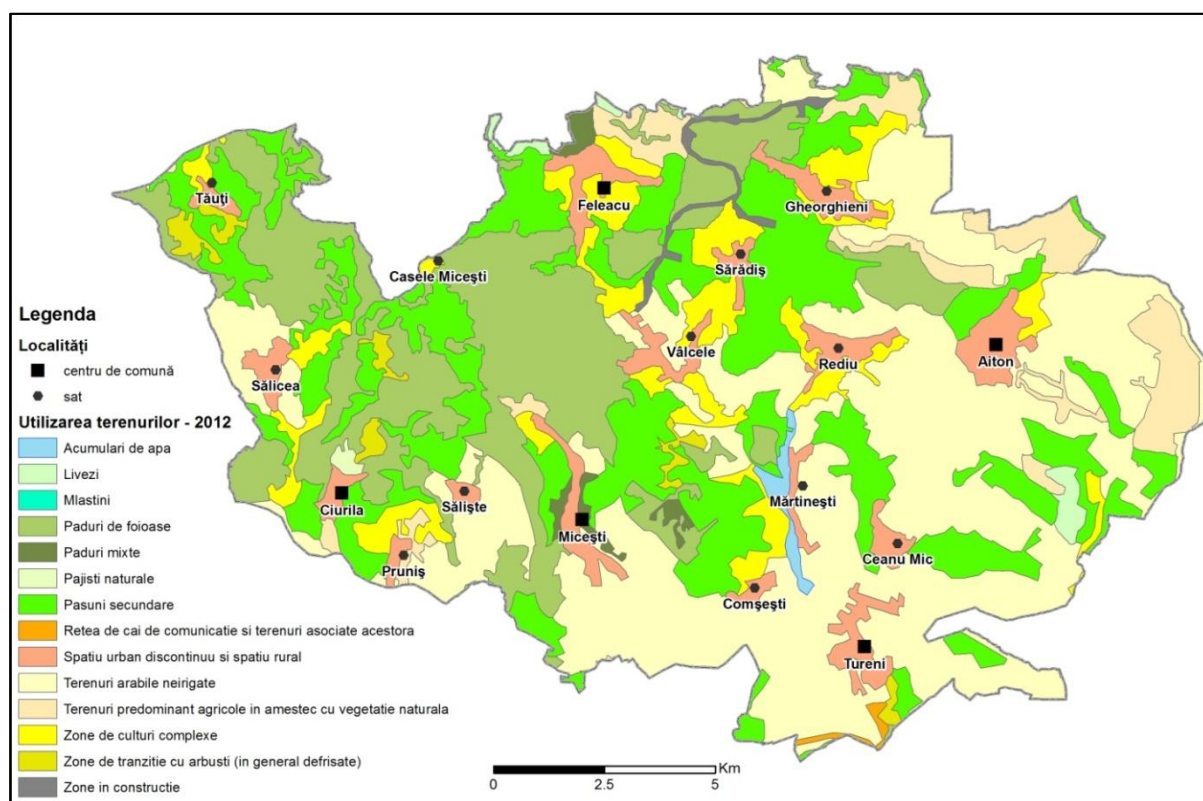 Tăuţi
Feleacu
Gheorghieni
Casele Miceşti
Sărădiş
Vâlcele
Rediu
Aiton
Sălicea
Ciurila
Sălişte
Miceşti
Mărtineşti
Pruniş
Ceanu Mic
Comşeşti
Tureni
Legenda
Localităţi
centru de comună
sat
Utilizarea terenurilor - 2012
Acumulari de apa
Livezi
Mlastini
Paduri de foioase
Paduri mixte
Pajisti naturale
Pasuni secundare
Retea de cai de comunicatie si terenuri asociate acestora
Spatiu urban discontinuu si spatiu rural
Terenuri arabile neirigate
Terenuri predominant agricole in amestec cu vegetatie naturala
Zone de culturi complexe
Zone de tranzitie cu arbusti (in general defrisate)
Zone in constructie
Km
0 2.5 5